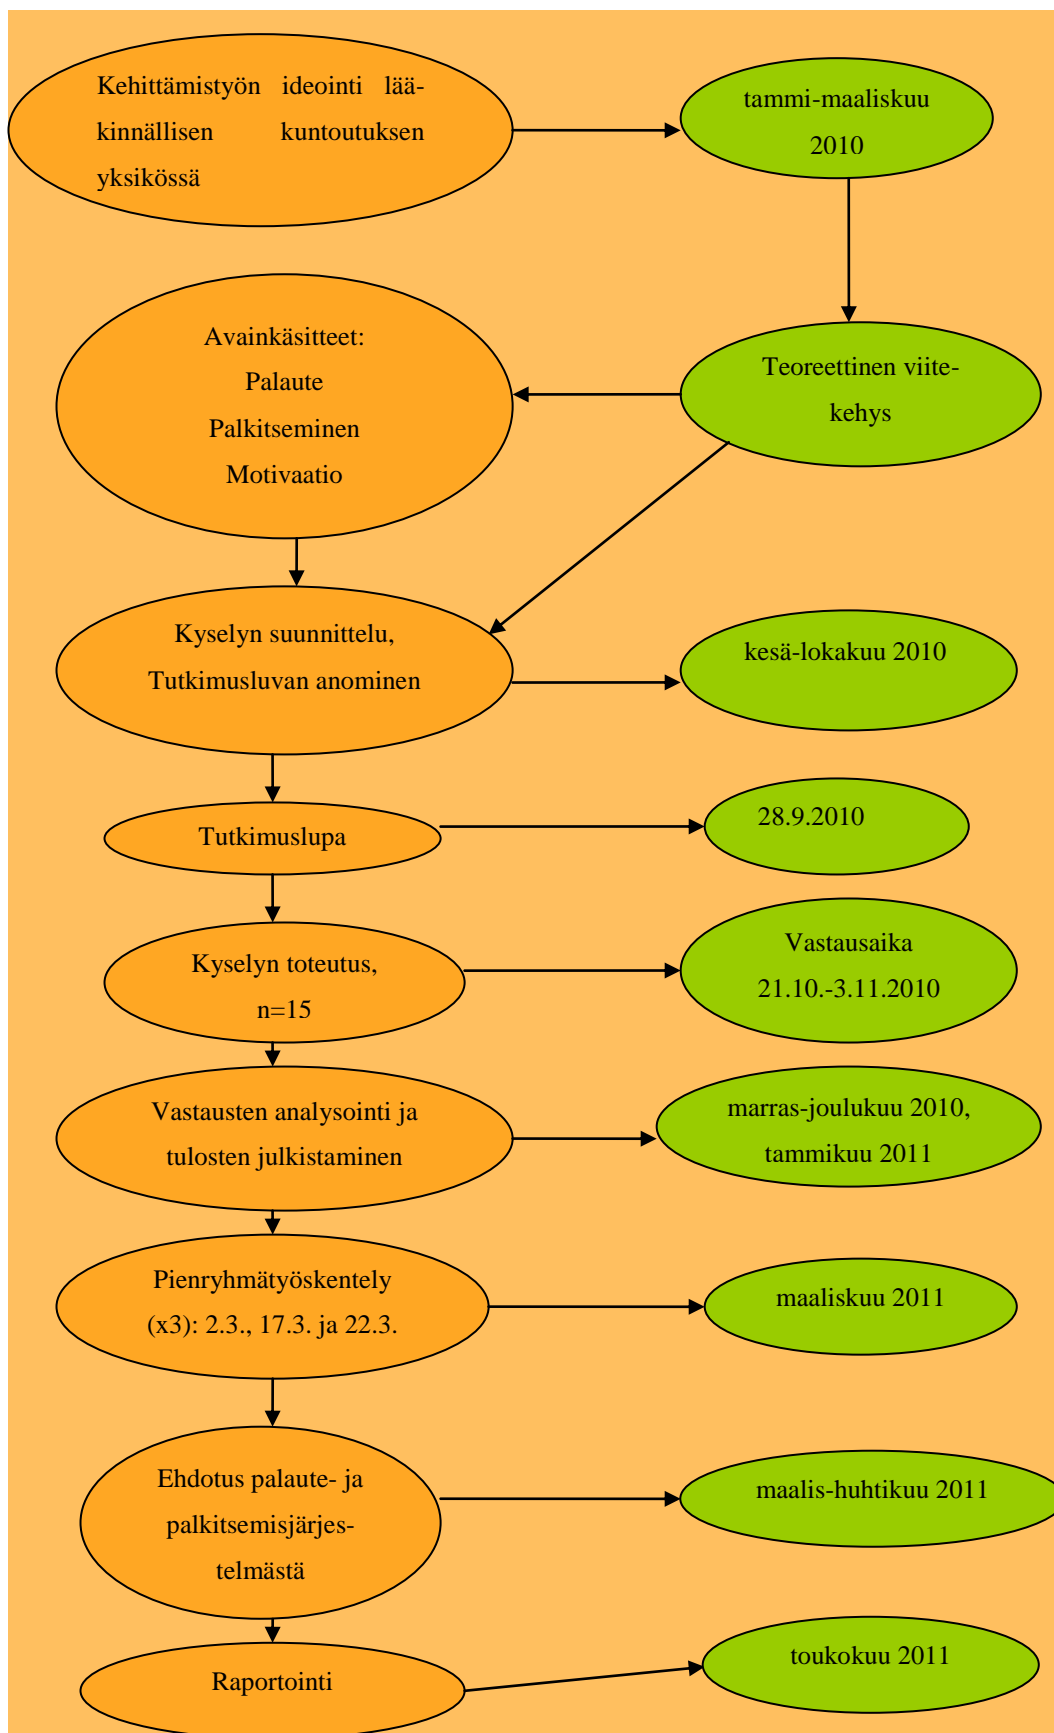 Kehittämistyön ideointi lää-
kinnällisen kuntoutuksen
yksikössä
tammi-maaliskuu
2010
Avainkäsitteet:
Palaute
Palkitseminen
Motivaatio
Teoreettinen viite-
kehys
Kyselyn suunnittelu,
Tutkimusluvan anominen
kesä-lokakuu 2010
Tutkimuslupa
28.9.2010
Kyselyn toteutus,
n=15
Vastausaika
21.10.-3.11.2010
Vastausten analysointi ja
tulosten julkistaminen
marras-joulukuu 2010,
tammikuu 2011
Pienryhmätyöskentely
(x3): 2.3., 17.3. ja 22.3.
maaliskuu 2011
Ehdotus palaute- ja
palkitsemisjärjes-
telmästä
maalis-huhtikuu 2011
Raportointi
toukokuu 2011